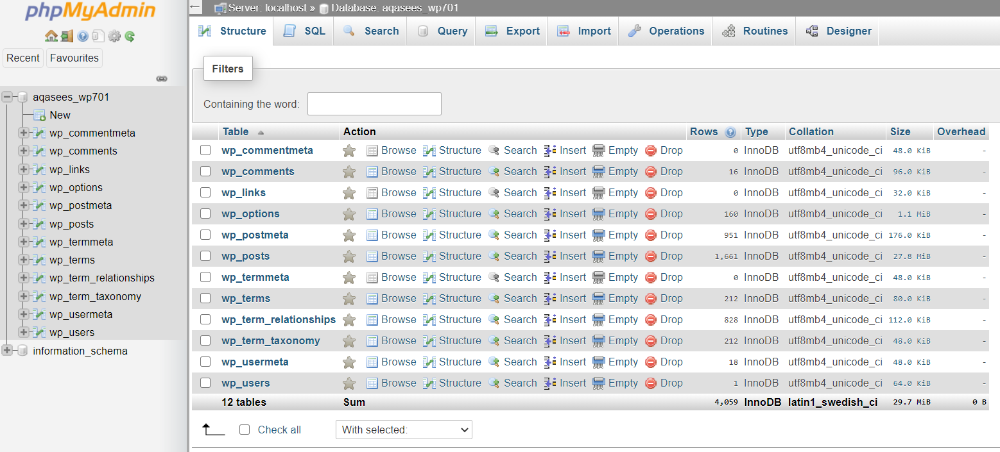 phpMyAdmin
Recent Favourites
aqasees_wp701
New
wp_commentmeta
wp_comments
wp_links
wp_options
wp_postmeta
wp_posts
wp_termmeta
wp_terms
wp_term_relationships
wp_term_taxonomy
wp_usermeta
wp_users
information_schema
Server: localhost » Database: aqasees_wp701
Structure SQL Search Query Export Import Operations Routines Designer
Filters
Containing the word:
Table Action Rows Type Collation Size Overhead
wp_commentmeta Browse Structure Search Insert Empty Drop 0 InnoDB utf8mb4_unicode_ci 48.0 KiB -
wp_comments Browse Structure Search Insert Empty Drop 16 InnoDB utf8mb4_unicode_ci 96.0 KiB -
wp_links Browse Structure Search Insert Empty Drop 0 InnoDB utf8mb4_unicode_ci 32.0 KiB -
wp_options Browse Structure Search Insert Empty Drop 160 InnoDB utf8mb4_unicode_ci 1.1 MiB -
wp_postmeta Browse Structure Search Insert Empty Drop 951 InnoDB utf8mb4_unicode_ci 176.0 KiB -
wp_posts Browse Structure Search Insert Empty Drop 1,661 InnoDB utf8mb4_unicode_ci 27.8 MiB -
wp_termmeta Browse Structure Search Insert Empty Drop 0 InnoDB utf8mb4_unicode_ci 48.0 KiB -
wp_terms Browse Structure Search Insert Empty Drop 212 InnoDB utf8mb4_unicode_ci 80.0 KiB -
wp_term_relationships Browse Structure Search Insert Empty Drop 828 InnoDB utf8mb4_unicode_ci 112.0 KiB -
wp_term_taxonomy Browse Structure Search Insert Empty Drop 212 InnoDB utf8mb4_unicode_ci 48.0 KiB -
wp_usermeta Browse Structure Search Insert Empty Drop 18 InnoDB utf8mb4_unicode_ci 48.0 KiB -
wp_users Browse Structure Search Insert Empty Drop 1 InnoDB utf8mb4_unicode_ci 64.0 KiB -
12 tables Sum 4,059 InnoDB latin1_swedish_ci 29.7 MiB 0 B
Check all With selected: